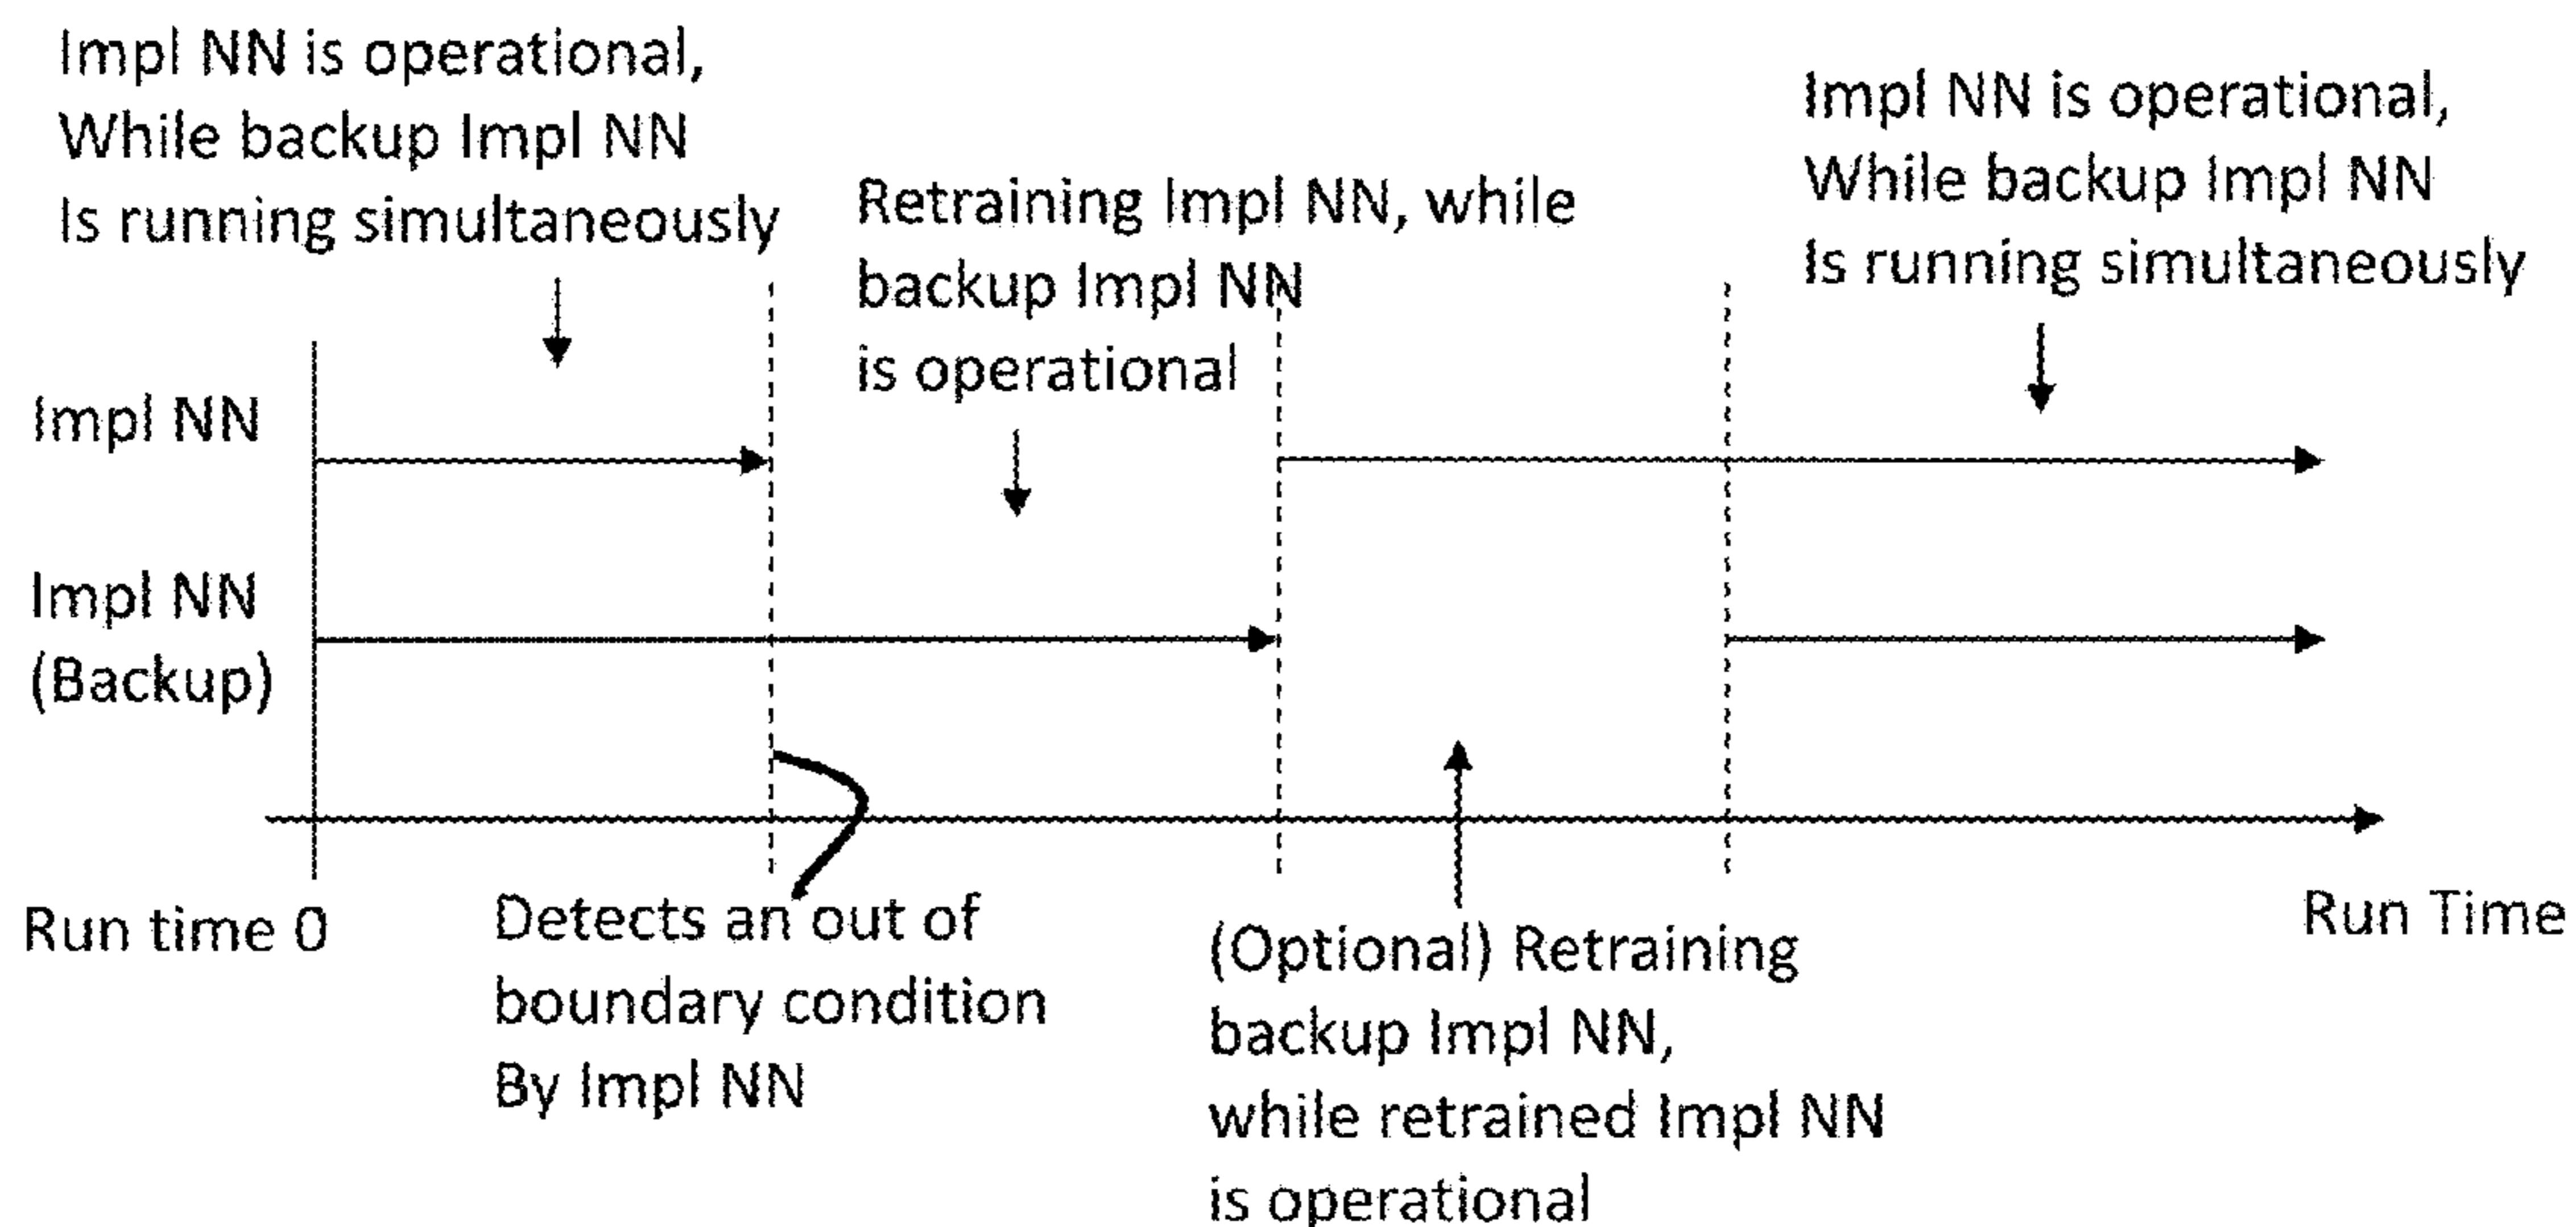 Impl NN is operational,
While backup Impl NN
Is running simultaneously
Retraining Impl NN, while
backup Impl NN
is operational
Impl NN is operational,
While backup Impl NN
Is running simultaneously
Impl NN
Impl NN
(Backup)
Run time 0
Detects an out of
boundary condition
By Impl NN
(Optional) Retraining
backup Impl NN,
while retrained Impl NN
is operational
Run Time